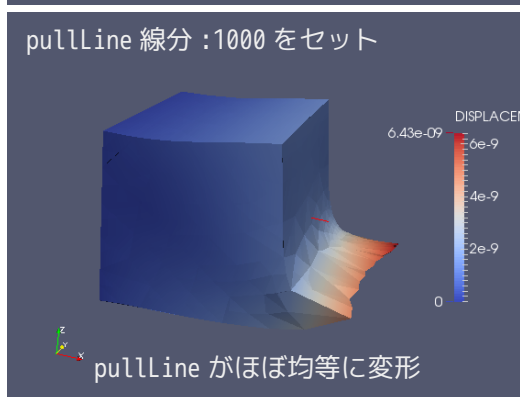 pullLine 線分 :1000 をセット
DISPLACEM
6.43e-09
6e-9
4e-9
2e-9
0
Z
Y
X
pullLine がほぼ均等に変形